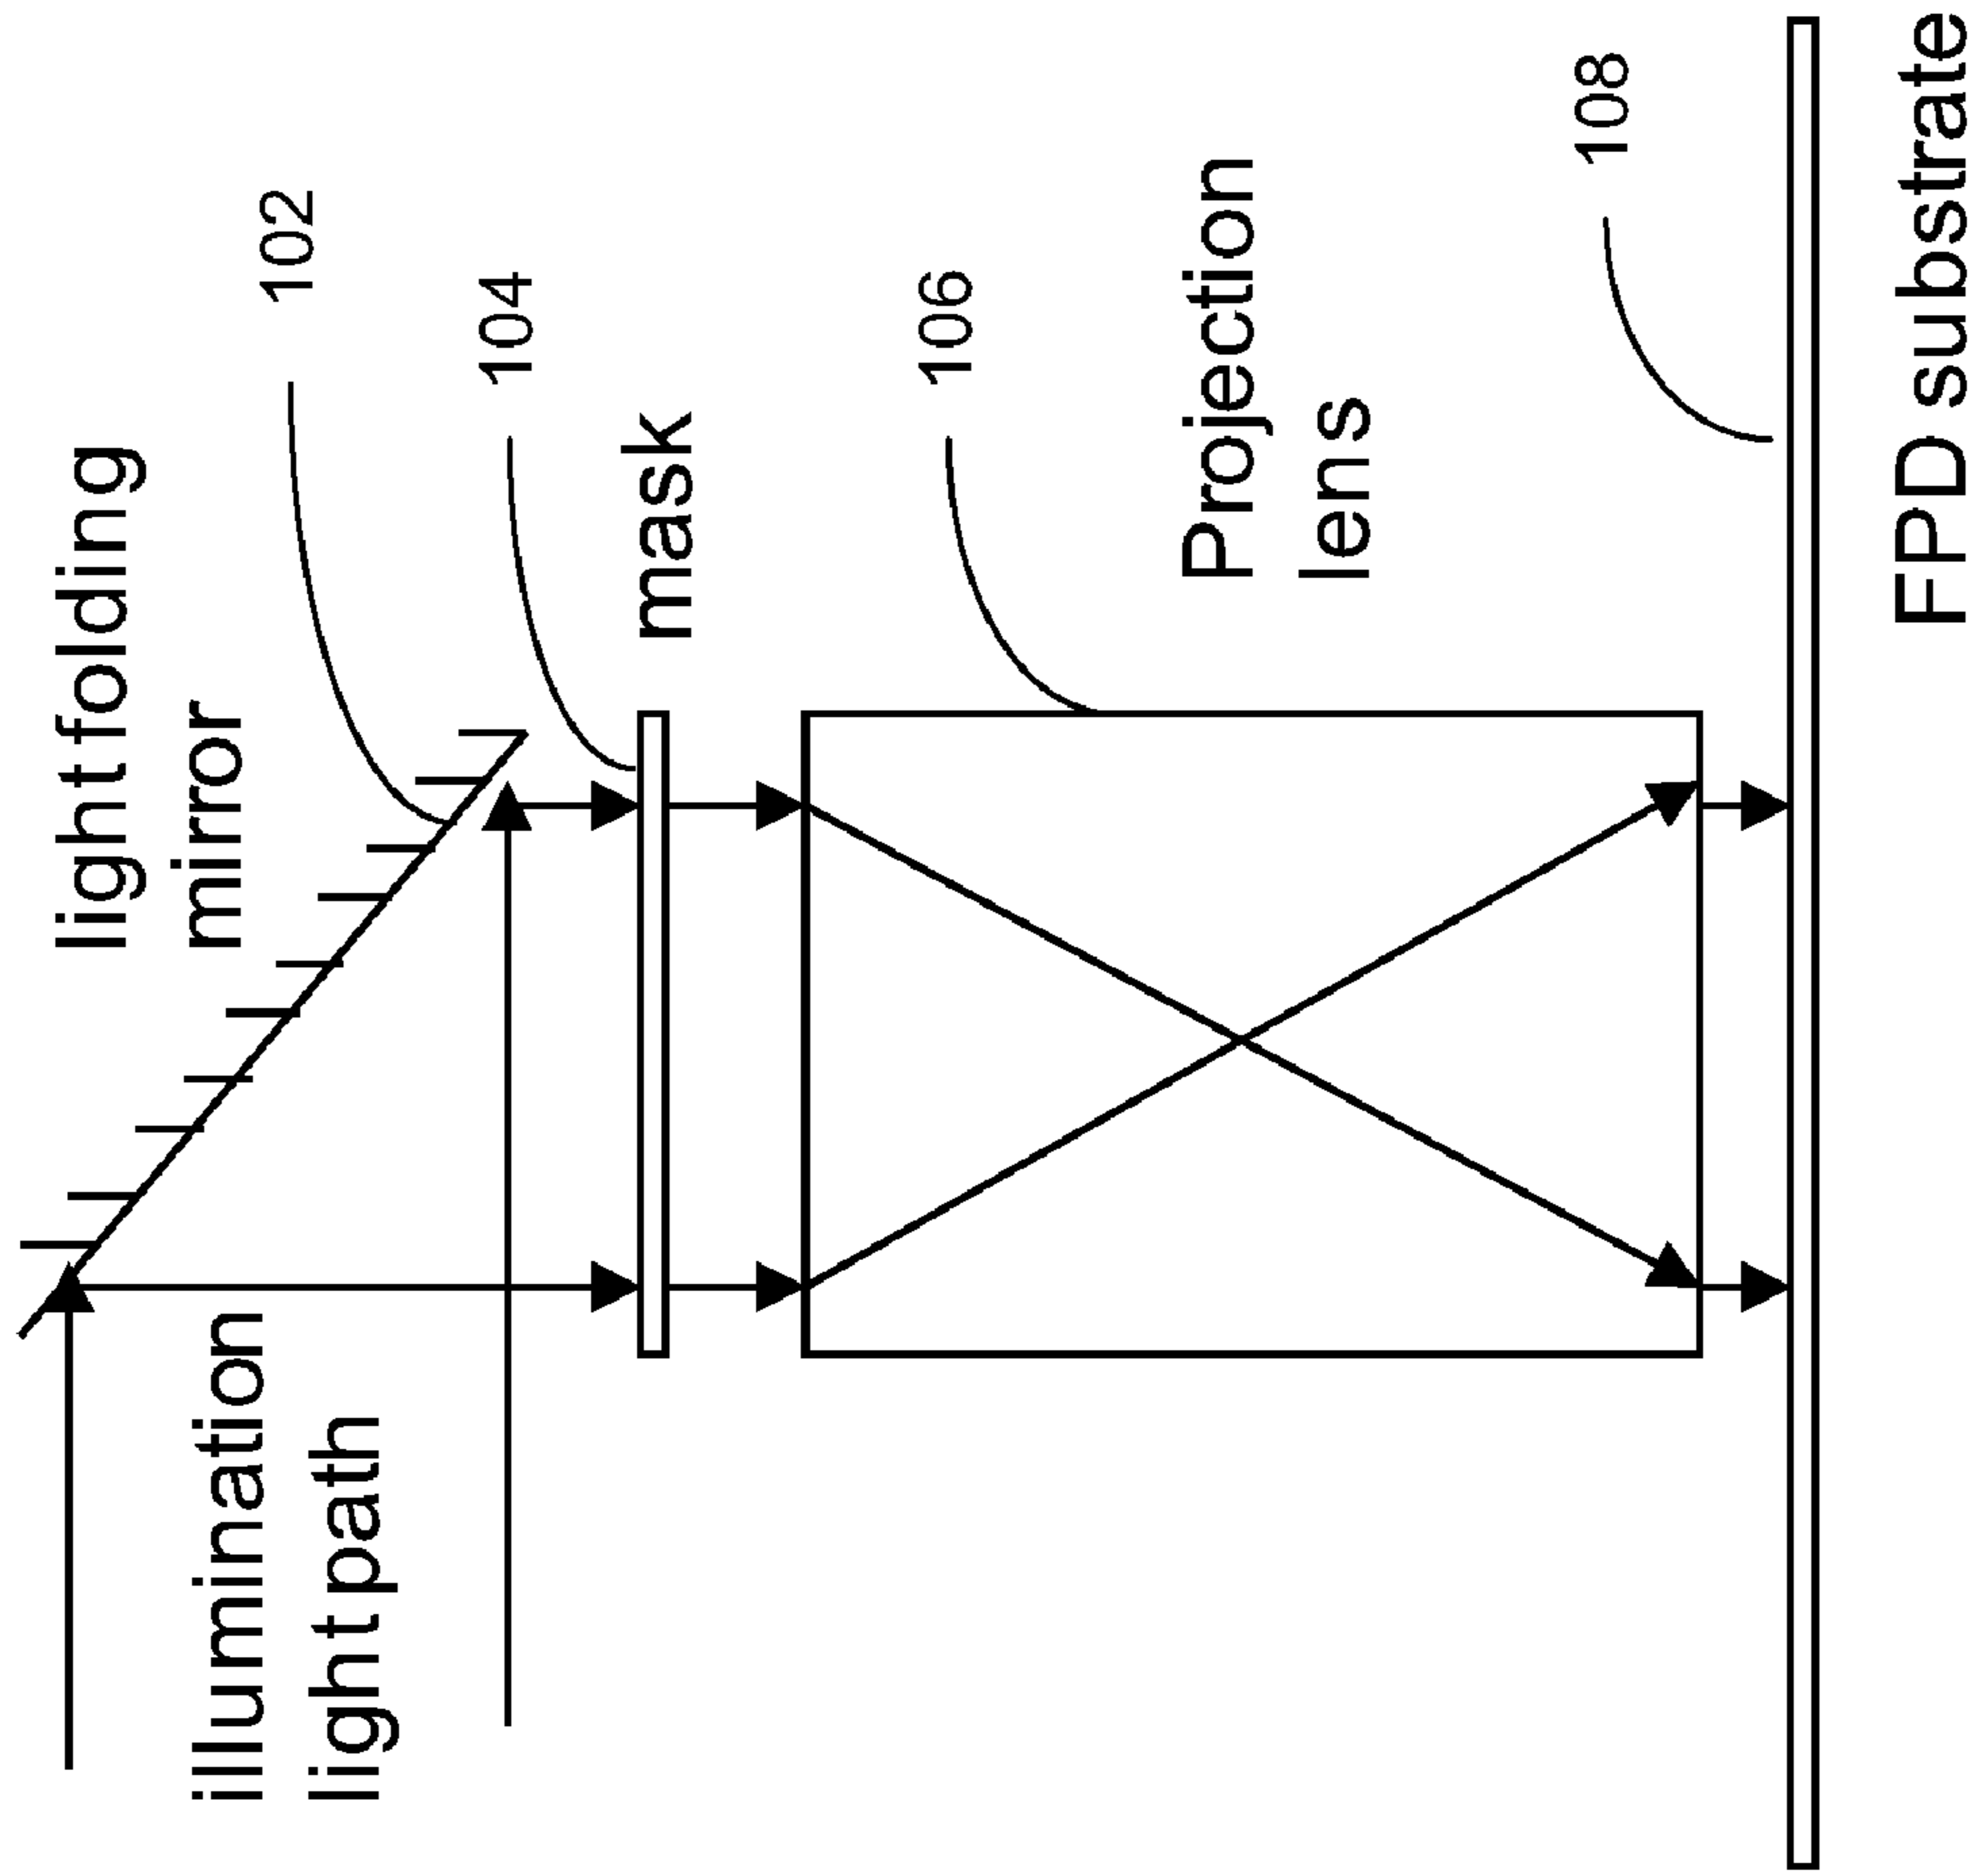 light folding
mirror
102
104
mask
illumination
light path
106
Projection
lens
108
FPD substrate